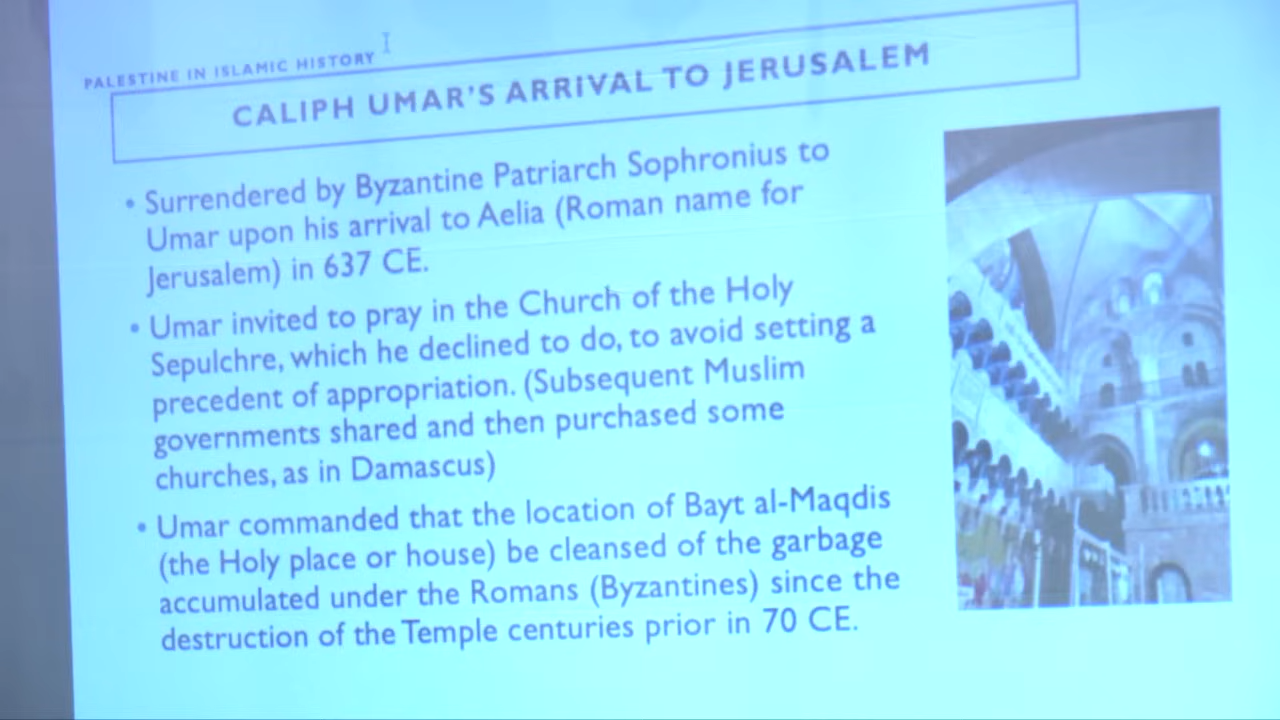 PALESTINE IN ISLAMIC HISTORY
CALIPH UMAR'S ARRIVAL TO JERUSALEM
• Surrendered by Byzantine Patriarch Sophronius to
Umar upon his arrival to Aelia (Roman name for
Jerusalem) in 637 CE.
• Umar invited to pray in the Church of the Holy
Sepulchre, which he declined to do, to avoid setting a
precedent of appropriation. (Subsequent Muslim
governments shared and then purchased some
churches, as in Damascus)
• Umar commanded that the location of Bayt al-Maqdis
(the Holy place or house) be cleansed of the garbage
accumulated under the Romans (Byzantines) since the
destruction of the Temple centuries prior in 70 CE.